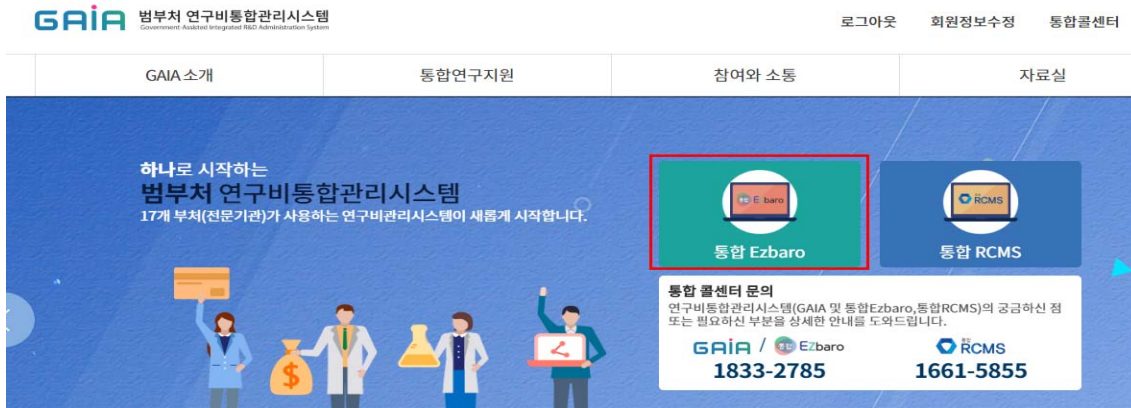 GAIA 범부처 연구비통합관리시스템
Government Assisted Integrated R&D Administration System
로그아웃 회원정보수정 통합콜센터
GAIA 소개 통합연구지원 참여와 소통 자료실
하나로 시작하는
범부처 연구비통합관리시스템
17개 부처(전문기관)가 사용하는 연구비관리시스템이 새롭게 시작합니다.
통합 Ezbaro
Ezbaro
통합 RCMS
RCMS
통합 콜센터 문의
연구비통합관리시스템(GAIA 및 통합Ezbaro,통합RCMS)의 궁금하신 점
또는 필요하신 부분을 상세한 안내를 도와드립니다.
GAIA / 통합 Ezbaro
1833-2785
통합 RCMS
1661-5855